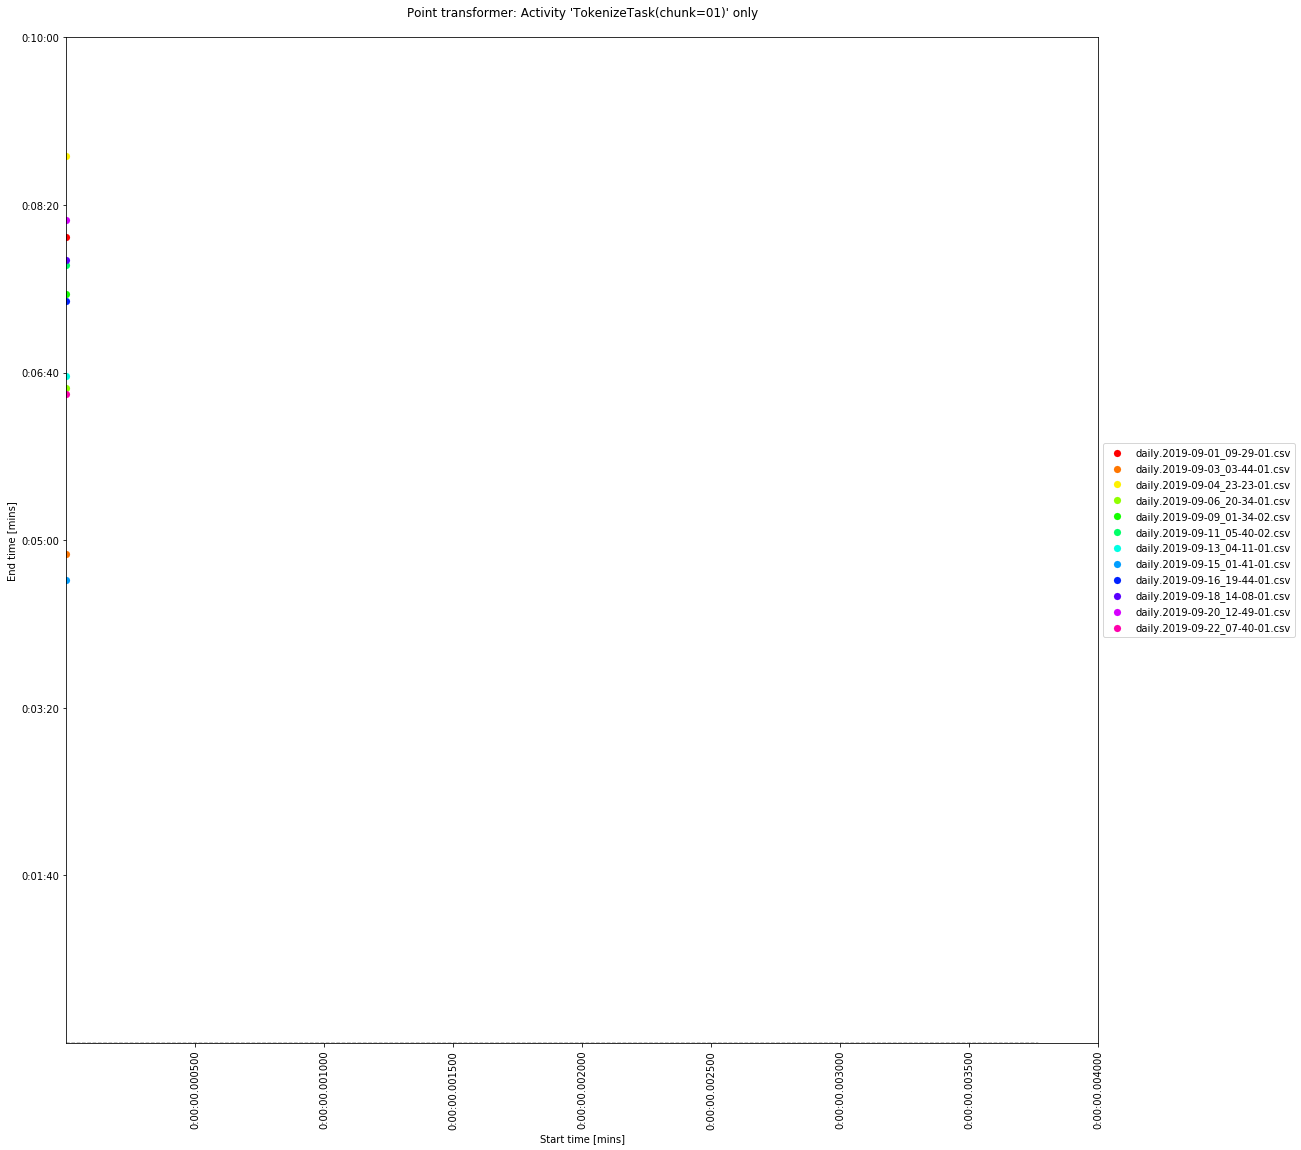 Point transformer: Activity 'TokenizeTask(chunk=01)' only
0:10:00
0:08:20
0:06:40
0:05:00
0:03:20
0:01:40
End time [mins]
0:00:00.000500
0:00:00.001000
0:00:00.001500
0:00:00.002000
0:00:00.002500
0:00:00.003000
0:00:00.003500
0:00:00.004000
Start time [mins]
daily.2019-09-01_09-29-01.csv
daily.2019-09-03_03-44-01.csv
daily.2019-09-04_23-23-01.csv
daily.2019-09-06_20-34-01.csv
daily.2019-09-09_01-34-02.csv
daily.2019-09-11_05-40-02.csv
daily.2019-09-13_04-11-01.csv
daily.2019-09-15_01-41-01.csv
daily.2019-09-16_19-44-01.csv
daily.2019-09-18_14-08-01.csv
daily.2019-09-20_12-49-01.csv
daily.2019-09-22_07-40-01.csv